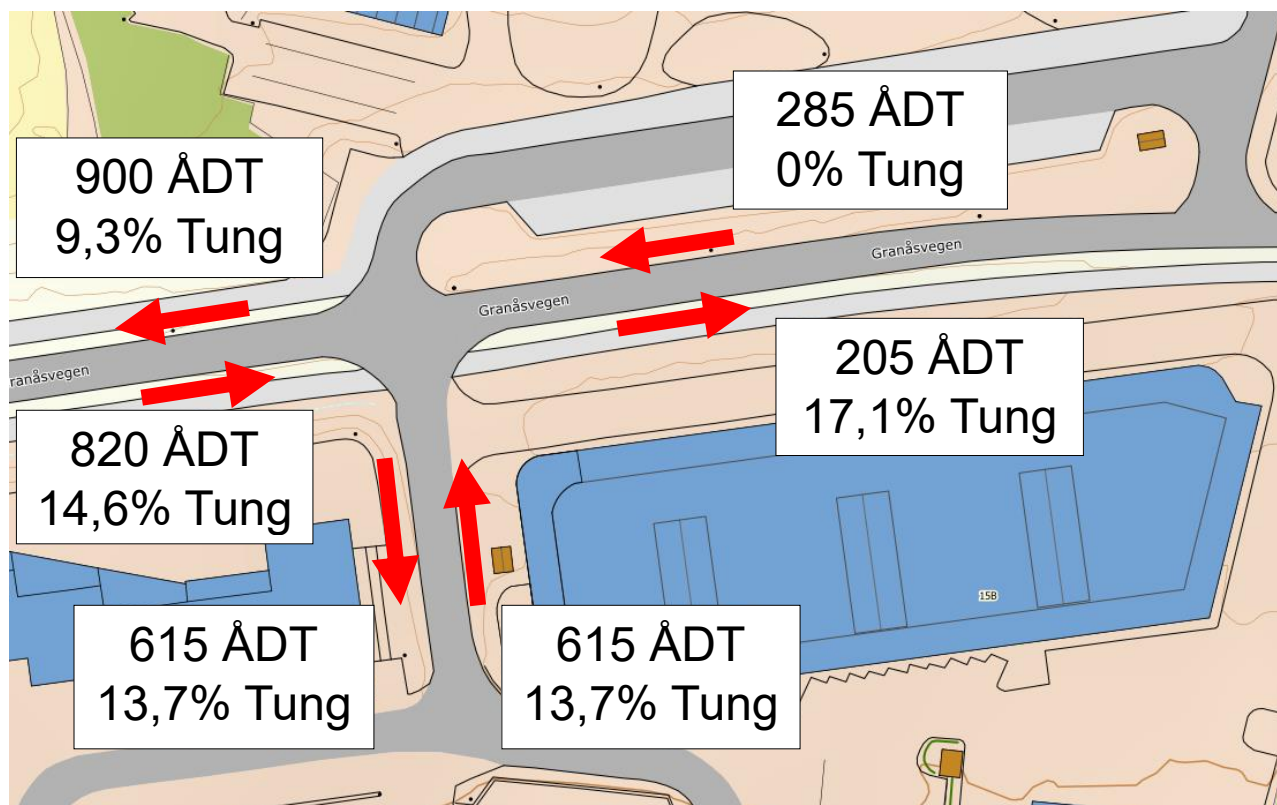 285 ÅDT
0% Tung
900 ÅDT
9,3% Tung
Granåsvegen
Granåsvegen
ranåsvegen
205 ÅDT
17,1% Tung
820 ÅDT
14,6% Tung
15B
615 ÅDT
13,7% Tung
615 ÅDT
13,7% Tung